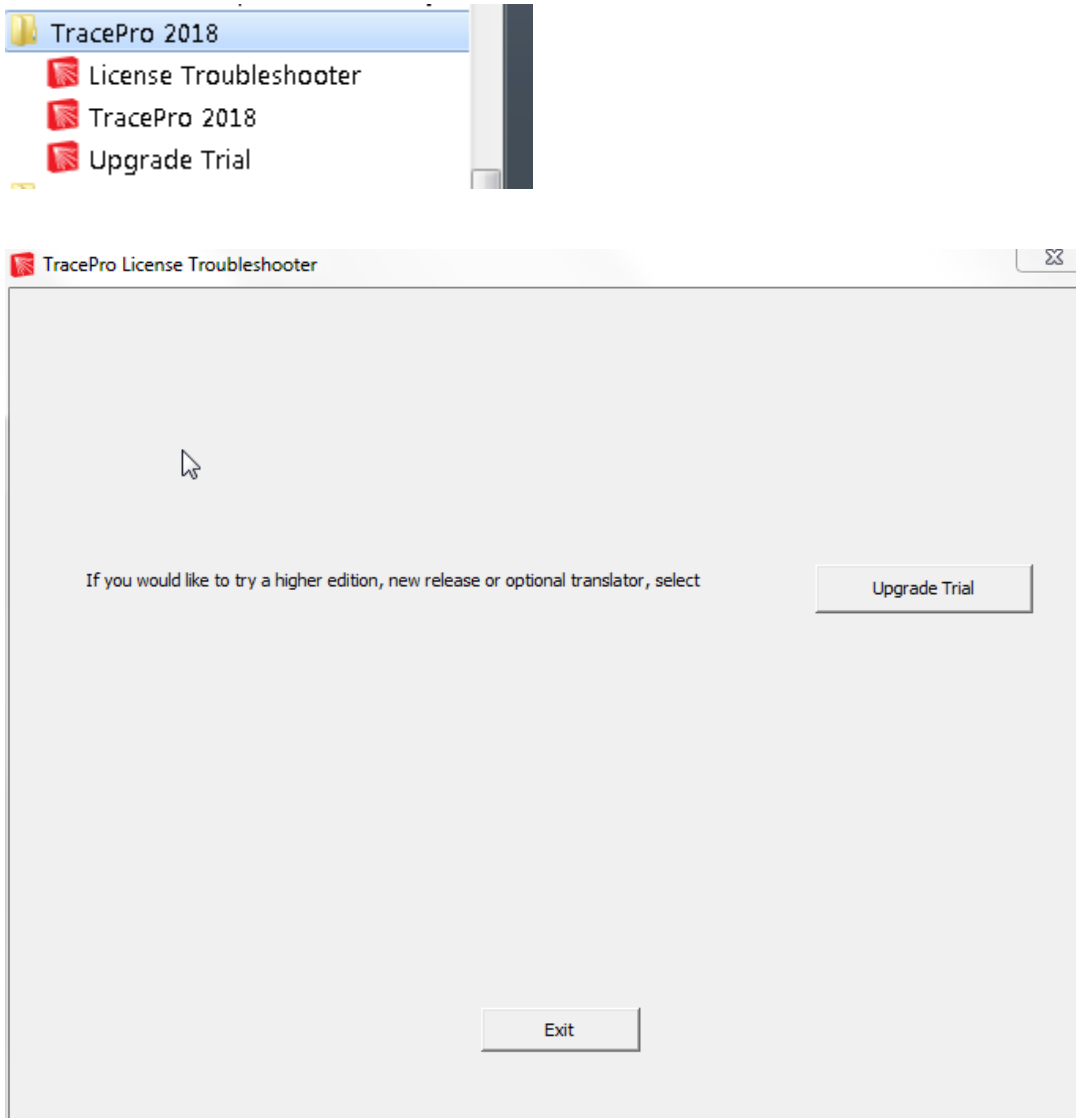 TracePro 2018
License Troubleshooter
TracePro 2018
Upgrade Trial
TracePro License Troubleshooter
If you would like to try a higher edition, new release or optional translator, select
Upgrade Trial
Exit